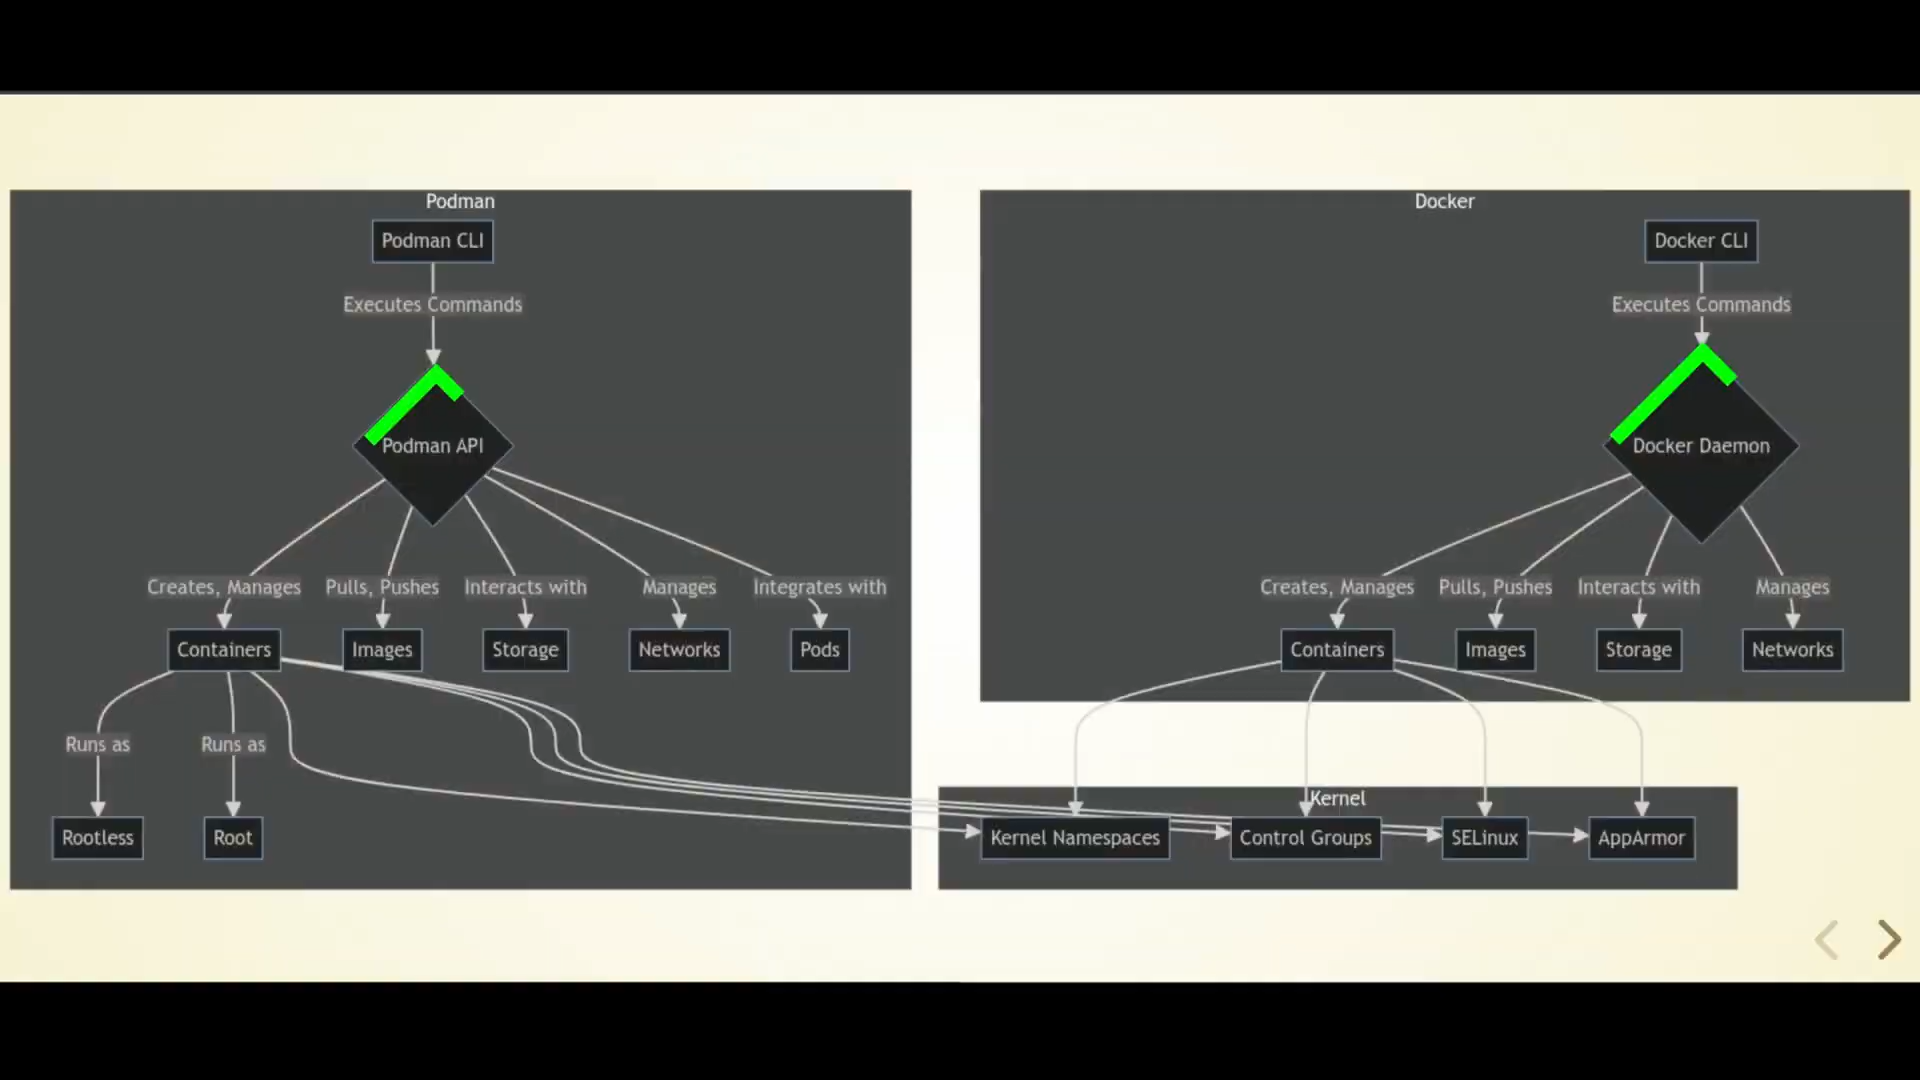 Podman
Podman CLI
Executes Commands
Podman API
Creates, Manages
Pulls, Pushes
Interacts with
Manages
Integrates with
Containers
Images
Storage
Networks
Pods
Runs as
Runs as
Rootless
Root
Docker
Docker CLI
Executes Commands
Docker Daemon
Creates, Manages
Pulls, Pushes
Interacts with
Manages
Containers
Images
Storage
Networks
Kernel
Kernel Namespaces
Control Groups
SELinux
AppArmor